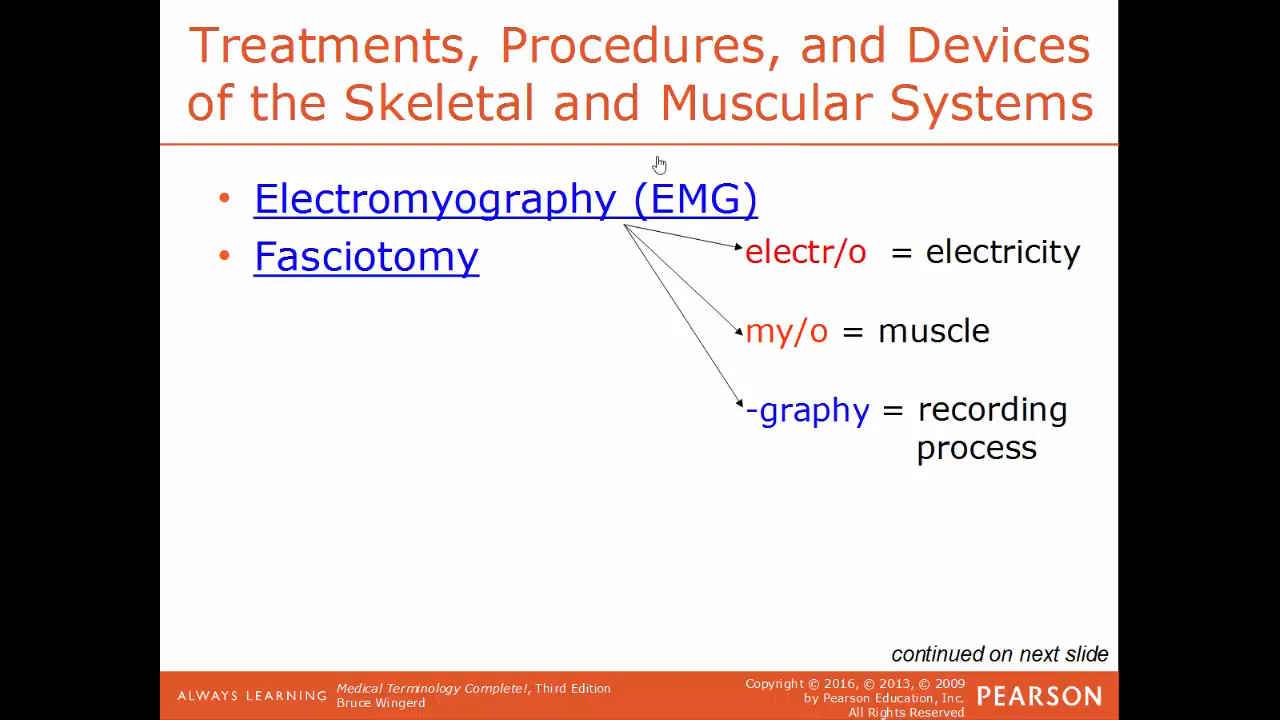 Treatments, Procedures, and Devices
of the Skeletal and Muscular Systems
• Electromyography (EMG)
• Fasciotomy
electr/o = electricity
my/o = muscle
-graphy = recording
process
continued on next slide
ALWAYS LEARNING
Medical Terminology Complete!, Third Edition
Bruce Wingerd
Copyright © 2016, © 2013, © 2009
by Pearson Education, Inc.
All Rights Reserved
PEARSON